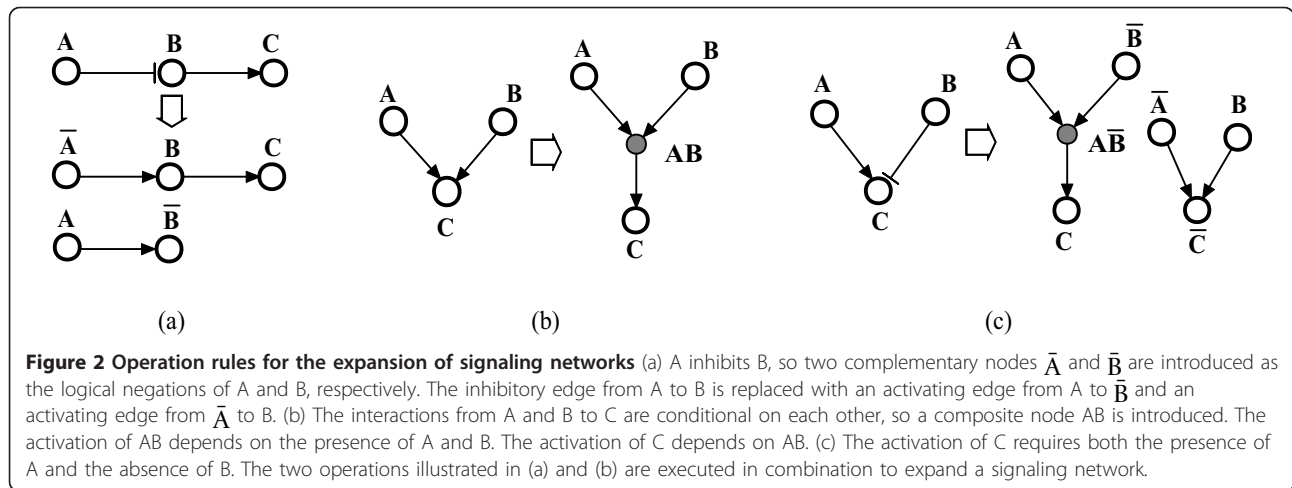 A B C
A B B̅
A B̅
A̅ B C
A B AB Ā B
A̅B̅
C AB̅ C
C C C̅
A B̅
(a) (b) (c)
Figure 2 Operation rules for the expansion of signaling networks (a) A inhibits B, so two complementary nodes A̅ and B̅ are introduced as
the logical negations of A and B, respectively. The inhibitory edge from A to B is replaced with an activating edge from A to B̅ and an
activating edge from A̅ to B. (b) The interactions from A and B to C are conditional on each other, so a composite node AB is introduced. The
activation of AB depends on the presence of A and B. The activation of C depends on AB. (c) The activation of C requires both the presence of
A and the absence of B. The two operations illustrated in (a) and (b) are executed in combination to expand a signaling network.